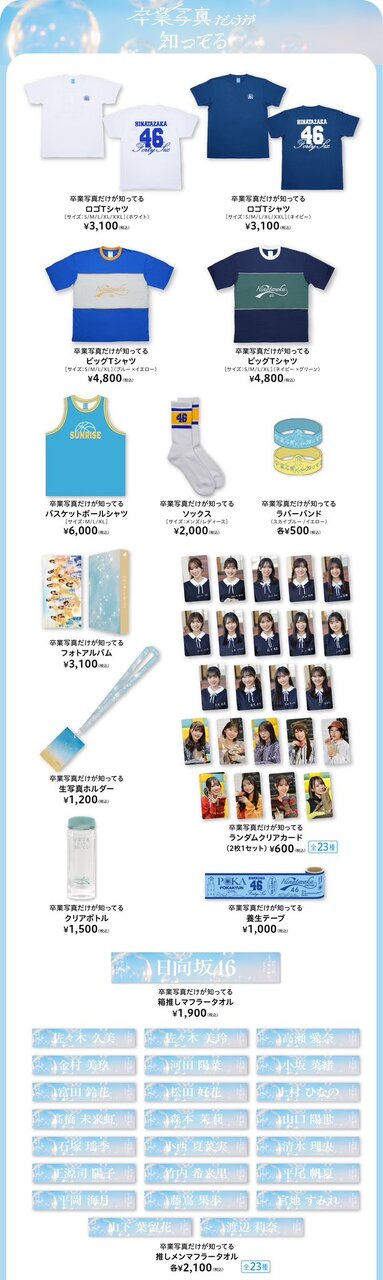 卒業写真だけが
知ってる
HINATAZAKA
46
Forty Six
HINATAZAKA
46
Forty Six
卒業写真だけが知ってる
ロゴTシャツ
[サイズ:S/M/L/XL/XXL](ホワイト)
¥3,100(税込)
卒業写真だけが知ってる
ロゴTシャツ
[サイズ:S/M/L/XL/XXL](ネイビー)
¥3,100(税込)
Hinatazaka
Hinatazaka
46
卒業写真だけが知ってる
ビッグTシャツ
[サイズ:S/M/L/XL](ブルー×イエロー)
¥4,800(税込)
卒業写真だけが知ってる
ビッグTシャツ
[サイズ:S/M/L/XL](ネイビー×グリーン)
¥4,800(税込)
SUNRISE
46
卒業写真だけが知ってる
バスケットボールシャツ
[サイズ:M/L/XL]
¥6,000(税込)
卒業写真だけが知ってる
ソックス
[サイズ:メンズ/レディース]
¥2,000(税込)
卒業写真だけが知ってる
ラバーバンド
(スカイブルー/イエロー)
各¥500(税込)
卒業写真だけが知ってる
フォトアルバム
¥3,100(税込)
卒業写真だけが知ってる
生写真ホルダー
¥1,200(税込)
卒業写真だけが知ってる
ランダムクリアカード
(2枚1セット) ¥600(税込) 全23種
卒業写真だけが知ってる
クリアボトル
¥1,500(税込)
POKA
POKAKYUN
46
Hinatazaka
46
卒業写真だけが知ってる
養生テープ
¥1,000(税込)
日向坂46
卒業写真だけが知ってる
箱推しマフラータオル
¥1,900(税込)
佐々木 久美
佐々木 美玲
高瀬 愛奈
金村 美玖
河田 陽菜
小坂 菜緒
富田 鈴花
松田 好花
上村 ひなの
髙橋 未来虹
森本 茉莉
山口 陽世
石塚 瑶季
小西 夏菜実
清水 理央
正源司 陽子
竹内 希来里
平尾 帆夏
平岡 海月
藤嶌 果歩
宮地 すみれ
山下 葉留花
渡辺 莉奈
卒業写真だけが知ってる
推しメンマフラータオル
各¥2,100(税込) 全23種